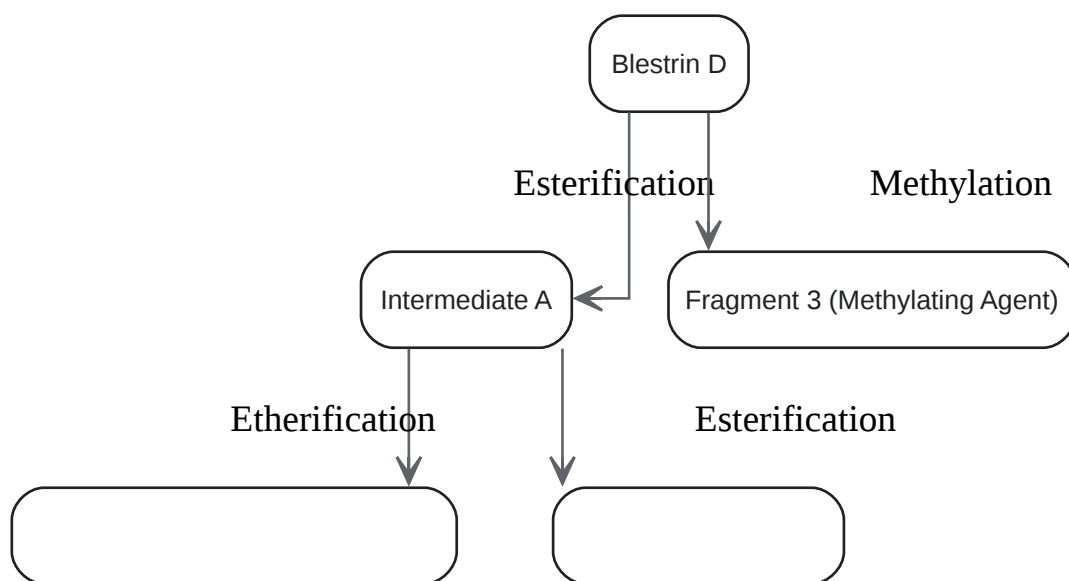 Blestrin D
Esterification
Methylation
Intermediate A
Fragment 3 (Methylating Agent)
Etherification
Esterification